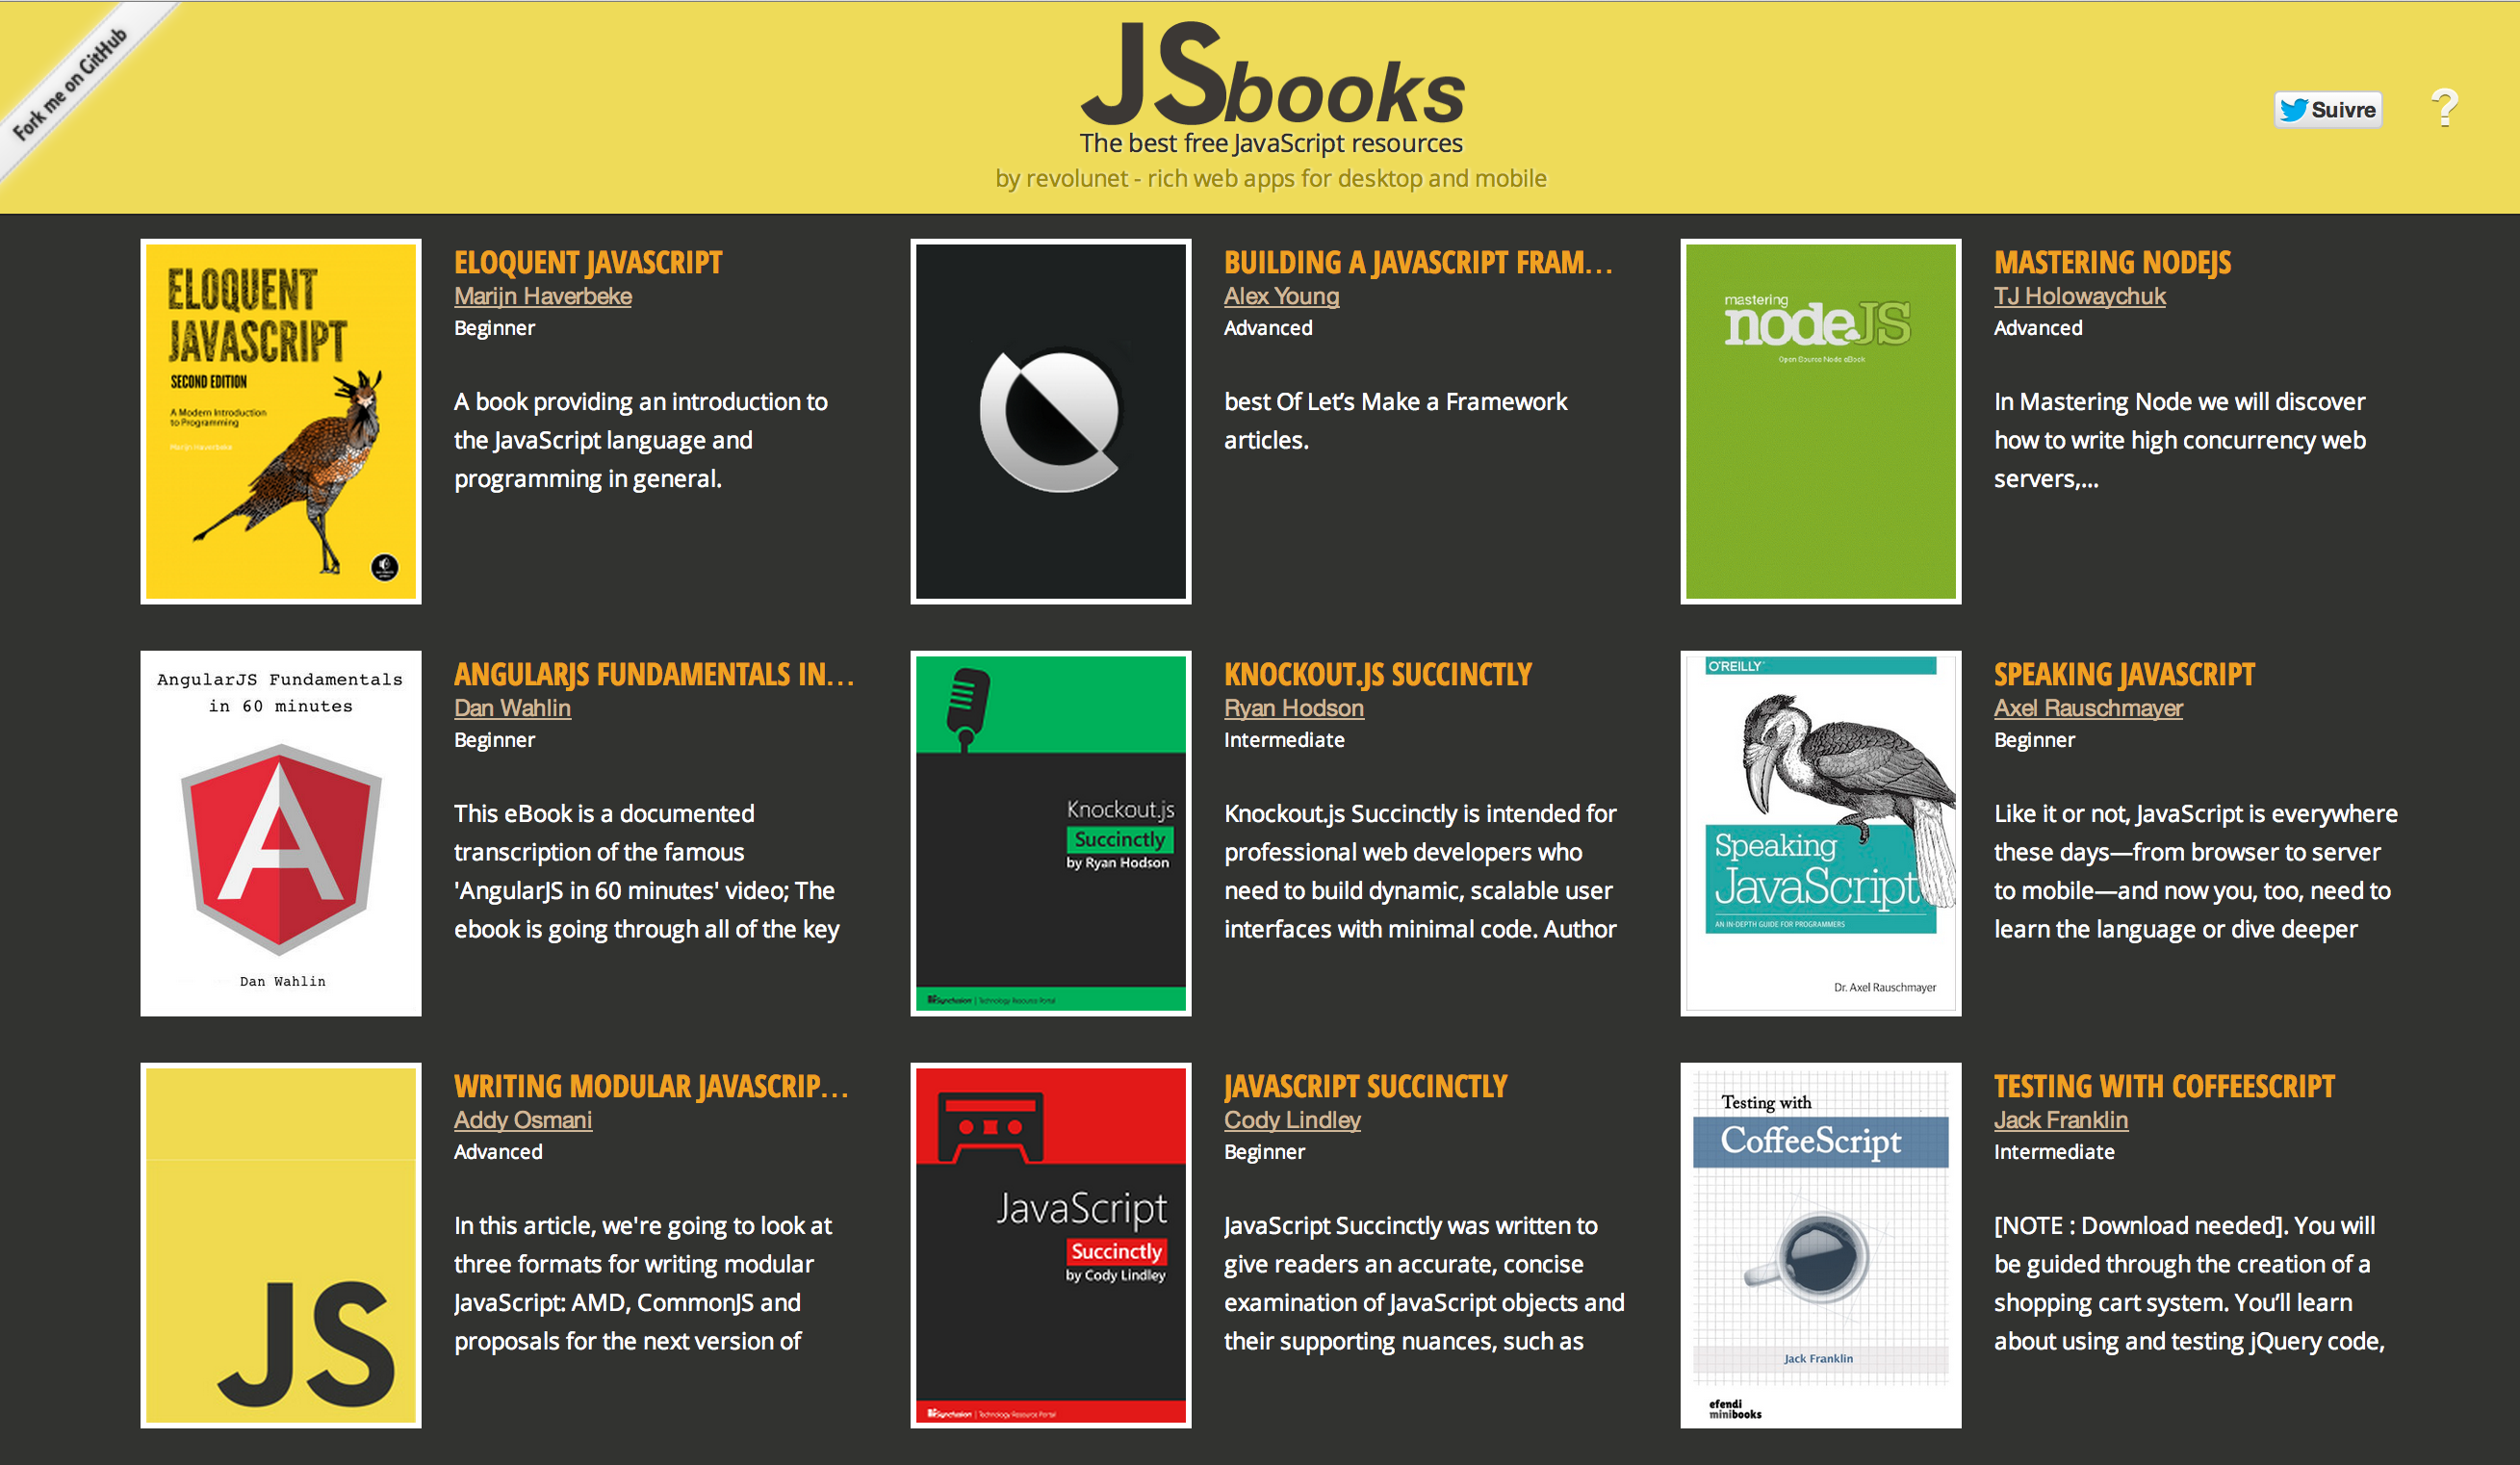 Fork me on GitHub
JSbooks
The best free JavaScript resources
by revolunet - rich web apps for desktop and mobile
Suivre
?
ELOQUENT
JAVASCRIPT
SECOND EDITION
A Modern Introduction
to Programming
Marijn Haverbeke
ELOQUENT JAVASCRIPT
Marijn Haverbeke
Beginner
A book providing an introduction to
the JavaScript language and
programming in general.
BUILDING A JAVASCRIPT FRAM...
Alex Young
Advanced
best Of Let’s Make a Framework
articles.
mastering
nodeJS
Open Source Node eBook
MASTERING NODEJS
TJ Holowaychuk
Advanced
In Mastering Node we will discover
how to write high concurrency web
servers,...
AngularJS Fundamentals
in 60 minutes
A
Dan Wahlin
ANGULARJS FUNDAMENTALS IN...
Dan Wahlin
Beginner
This eBook is a documented
transcription of the famous
'AngularJS in 60 minutes' video; The
ebook is going through all of the key
Knockout.js
Succinctly
by Ryan Hodson
Syncfusion | Technology Resource Portal
KNOCKOUT.JS SUCCINCTLY
Ryan Hodson
Intermediate
Knockout.js Succinctly is intended for
professional web developers who
need to build dynamic, scalable user
interfaces with minimal code. Author
O'REILLY
Speaking
JavaScript
AN IN-DEPTH GUIDE FOR PROGRAMMERS
Dr. Axel Rauschmayer
SPEAKING JAVASCRIPT
Axel Rauschmayer
Beginner
Like it or not, JavaScript is everywhere
these days—from browser to server
to mobile—and now you, too, need to
learn the language or dive deeper
JS
WRITING MODULAR JAVASCRIP...
Addy Osmani
Advanced
In this article, we're going to look at
three formats for writing modular
JavaScript: AMD, CommonJS and
proposals for the next version of
JavaScript
Succinctly
by Cody Lindley
Syncfusion | Technology Resource Portal
JAVASCRIPT SUCCINCTLY
Cody Lindley
Beginner
JavaScript Succinctly was written to
give readers an accurate, concise
examination of JavaScript objects and
their supporting nuances, such as
Testing with
CoffeeScript
Jack Franklin
efendi
minibooks
TESTING WITH COFFEESCRIPT
Jack Franklin
Intermediate
[NOTE : Download needed]. You will
be guided through the creation of a
shopping cart system. You’ll learn
about using and testing jQuery code,